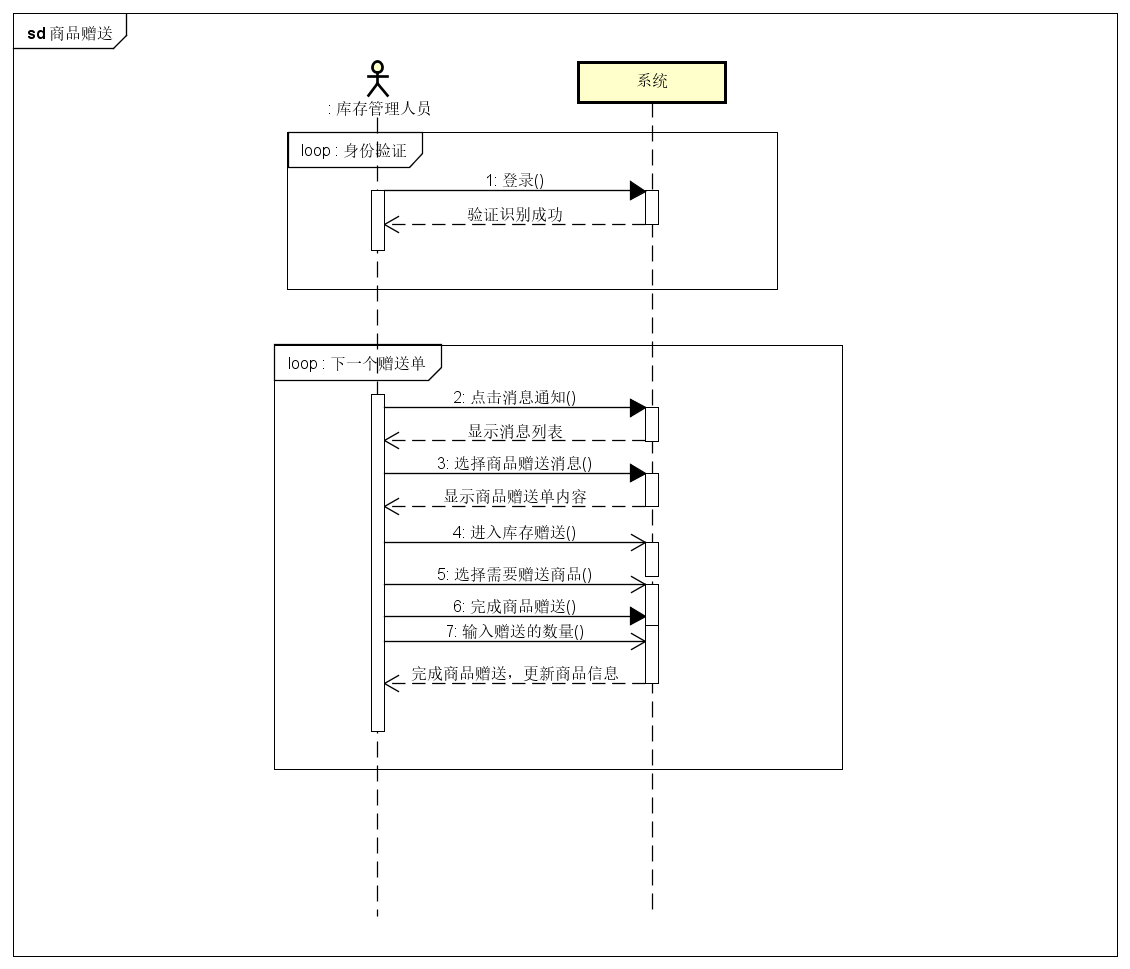 sd 商品赠送
系统
: 库存管理人员
loop : 身份验证
1: 登录()
验证识别成功
loop : 下一个赠送单
2: 点击消息通知()
显示消息列表
3: 选择商品赠送消息()
显示商品赠送单内容
4: 进入库存赠送()
5: 选择需要赠送商品()
6: 完成商品赠送()
7: 输入赠送的数量()
完成商品赠送，更新商品信息